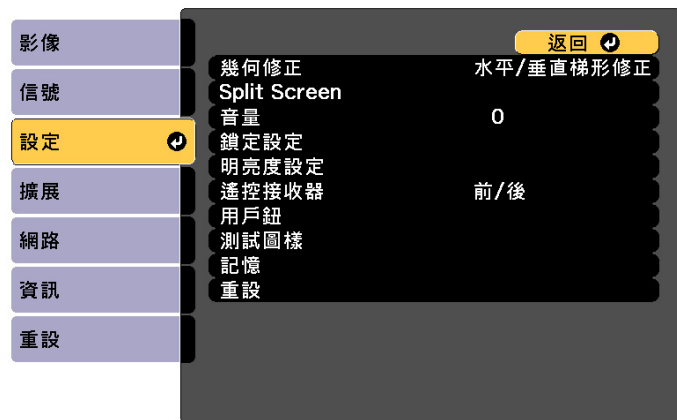 影像
信號
設定
擴展
網路
資訊
重設
返回
幾何修正 水平/垂直梯形修正
Split Screen
音量 0
鎖定設定
明亮度設定
遙控接收器 前/後
用戶鈕
測試圖樣
記憶
重設